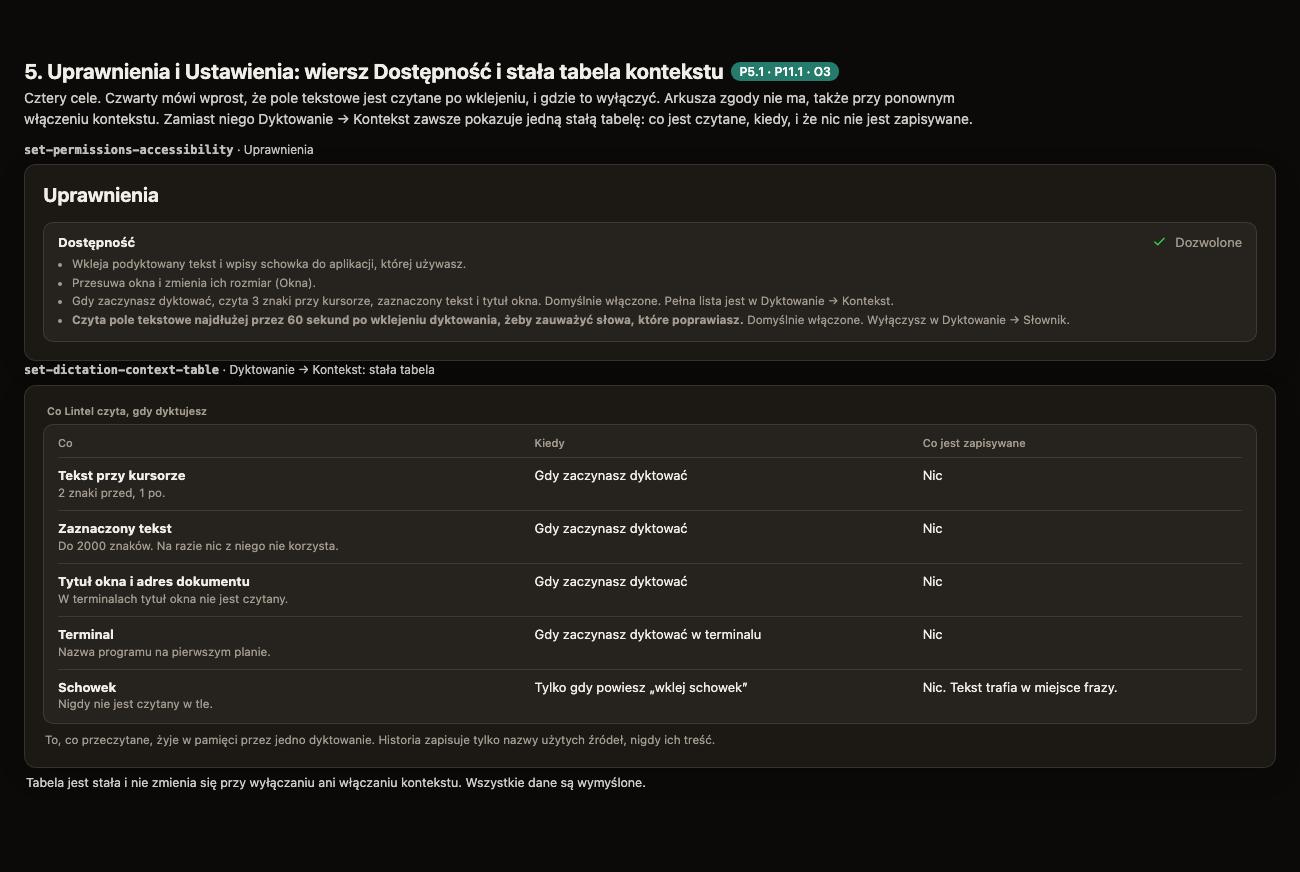 5. Uprawnienia i Ustawienia: wiersz Dostępność i stała tabela kontekstu P5.1 · P11.1 · O3
Cztery cele. Czwarty mówi wprost, że pole tekstowe jest czytane po wklejeniu, i gdzie to wyłączyć. Arkusza zgody nie ma, także przy ponownym
włączeniu kontekstu. Zamiast niego Dyktowanie → Kontekst zawsze pokazuje jedną stałą tabelę: co jest czytane, kiedy, i że nic nie jest zapisywane.
set-permissions-accessibility · Uprawnienia
Uprawnienia
Dostępność
✓ Dozwolone
• Wkleja podyktowany tekst i wpisy schowka do aplikacji, której używasz.
• Przesuwa okna i zmienia ich rozmiar (Okna).
• Gdy zaczynasz dyktować, czyta 3 znaki przy kursorze, zaznaczony tekst i tytuł okna. Domyślnie włączone. Pełna lista jest w Dyktowanie → Kontekst.
• Czyta pole tekstowe najdłużej przez 60 sekund po wklejeniu dyktowania, żeby zauważyć słowa, które poprawiasz. Domyślnie włączone. Wyłączysz w Dyktowanie → Słownik.
set-dictation-context-table · Dyktowanie → Kontekst: stała tabela
Co Lintel czyta, gdy dyktujesz
Co Kiedy Co jest zapisywane
Tekst przy kursorze Gdy zaczynasz dyktować Nic
2 znaki przed, 1 po.
Zaznaczony tekst Gdy zaczynasz dyktować Nic
Do 2000 znaków. Na razie nic z niego nie korzysta.
Tytuł okna i adres dokumentu Gdy zaczynasz dyktować Nic
W terminalach tytuł okna nie jest czytany.
Terminal Gdy zaczynasz dyktować w terminalu Nic
Nazwa programu na pierwszym planie.
Schowek Tylko gdy powiesz „wklej schowek” Nic. Tekst trafia w miejsce frazy.
Nigdy nie jest czytany w tle.
To, co przeczytane, żyje w pamięci przez jedno dyktowanie. Historia zapisuje tylko nazwy użytych źródeł, nigdy ich treść.
Tabela jest stała i nie zmienia się przy wyłączaniu ani włączaniu kontekstu. Wszystkie dane są wymyślone.